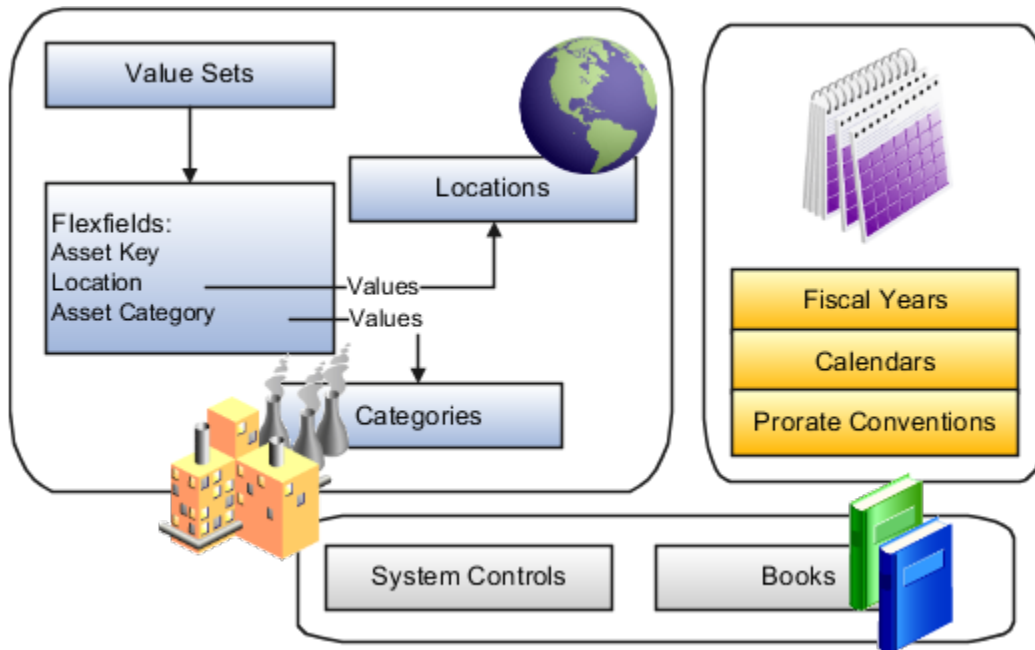 Value Sets
Flexfields:
Asset Key
Location
Asset Category
Values
Values
Locations
Categories
Fiscal Years
Calendars
Prorate Conventions
System Controls
Books